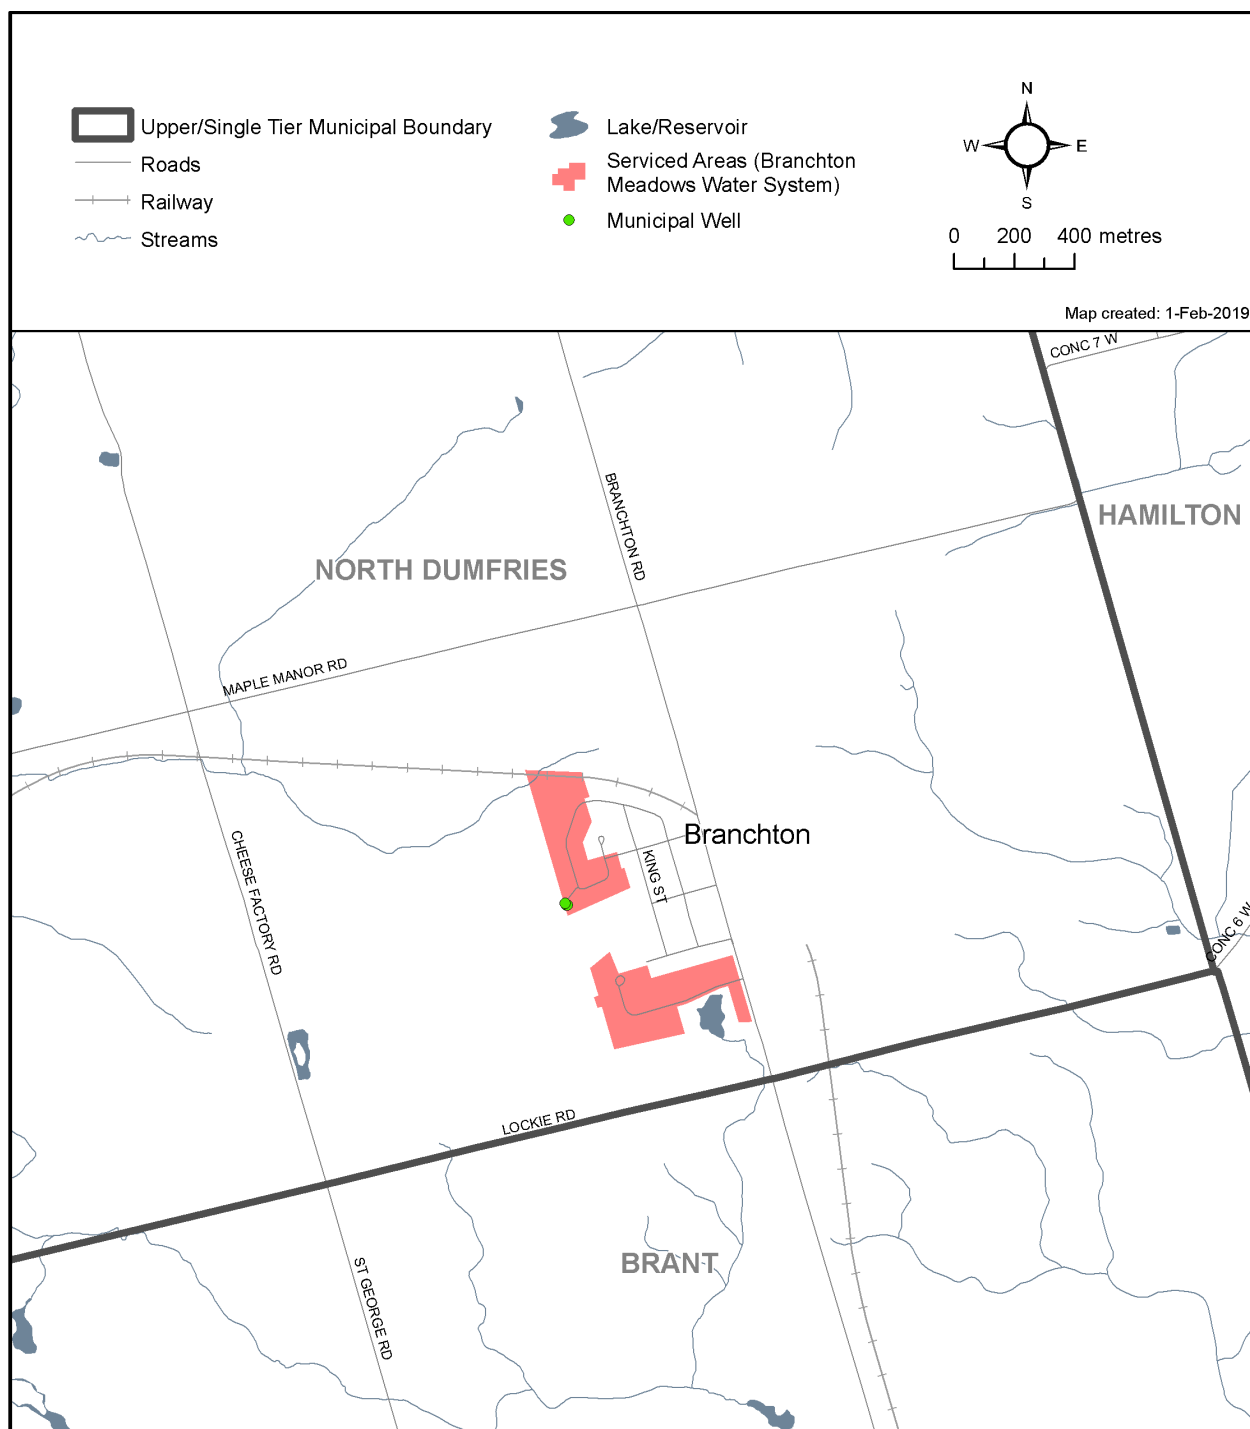 Upper/Single Tier Municipal Boundary
Roads
Railway
Streams
Lake/Reservoir
Serviced Areas (Branchton
Meadows Water System)
Municipal Well
N
W
E
S
0 200 400 metres
Map created: 1-Feb-2019
CONC 7 W
BRANCHTON RD
HAMILTON
NORTH DUMFRIES
MAPLE MANOR RD
Branchton
CHEESE FACTORY RD
KING ST
CONC 6 W
LOCKIE RD
BRANT
ST GEORGE RD